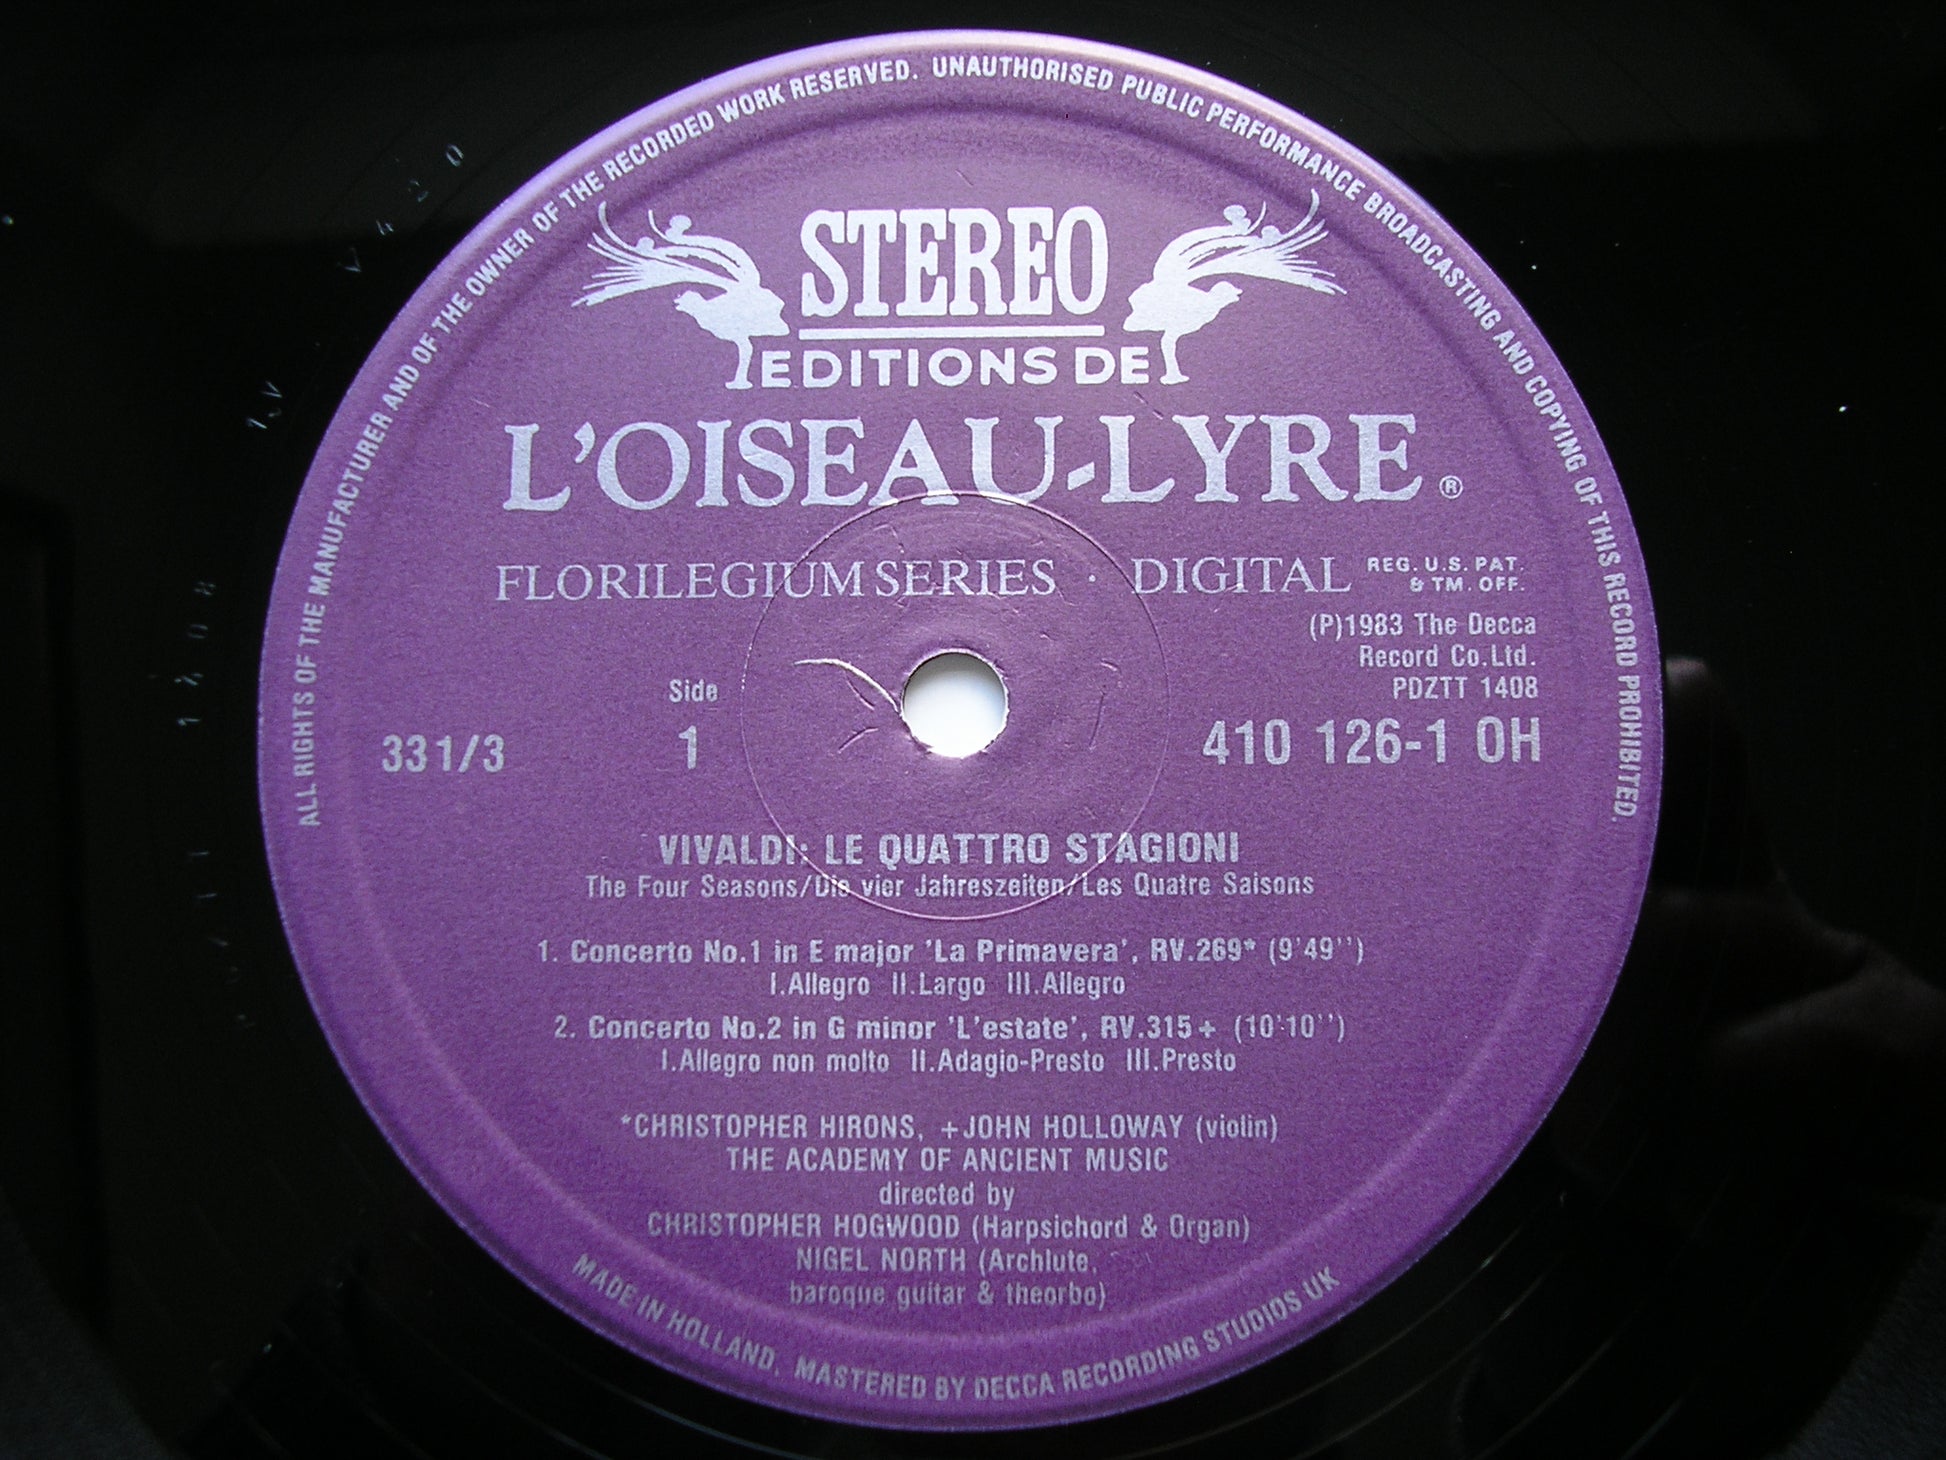 ALL RIGHTS OF THE MANUFACTURER AND OF THE OWNER OF THE RECORDED WORK RESERVED. UNAUTHORISED PUBLIC PERFORMANCE BROADCASTING AND COPYING OF THIS RECORD PROHIBITED.
STEREO
EDITIONS DE
L'OISEAU-LYRE ®
FLORILEGIUM SERIES · DIGITAL REG. U.S. PAT.
& TM. OFF.
(P)1983 The Decca
Record Co.Ltd.
PDZTT 1408
Side
33 1/3 1 410 126-1 OH
VIVALDI: LE QUATTRO STAGIONI
The Four Seasons/Die vier Jahreszeiten/Les Quatre Saisons
1. Concerto No.1 in E major 'La Primavera', RV.269* (9'49'')
I.Allegro II.Largo III.Allegro
2. Concerto No.2 in G minor 'L'estate', RV.315+ (10'10'')
I.Allegro non molto II.Adagio-Presto III.Presto
*CHRISTOPHER HIRONS, +JOHN HOLLOWAY (violin)
THE ACADEMY OF ANCIENT MUSIC
directed by
CHRISTOPHER HOGWOOD (Harpsichord & Organ)
NIGEL NORTH (Archlute,
baroque guitar & theorbo)
MADE IN HOLLAND. MASTERED BY DECCA RECORDING STUDIOS UK